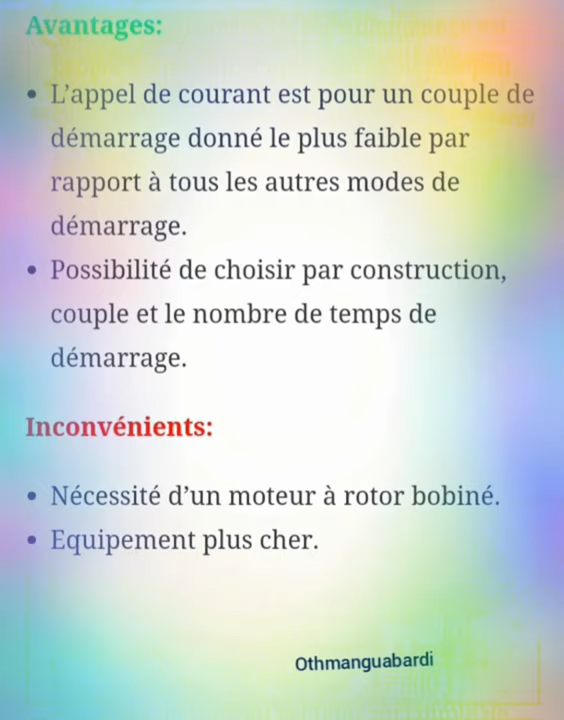 Avantages:
• L'appel de courant est pour un couple de
démarrage donné le plus faible par
rapport à tous les autres modes de
démarrage.
• Possibilité de choisir par construction,
couple et le nombre de temps de
démarrage.
Inconvénients:
• Nécessité d'un moteur à rotor bobiné.
• Equipement plus cher.
Othmanguabardi